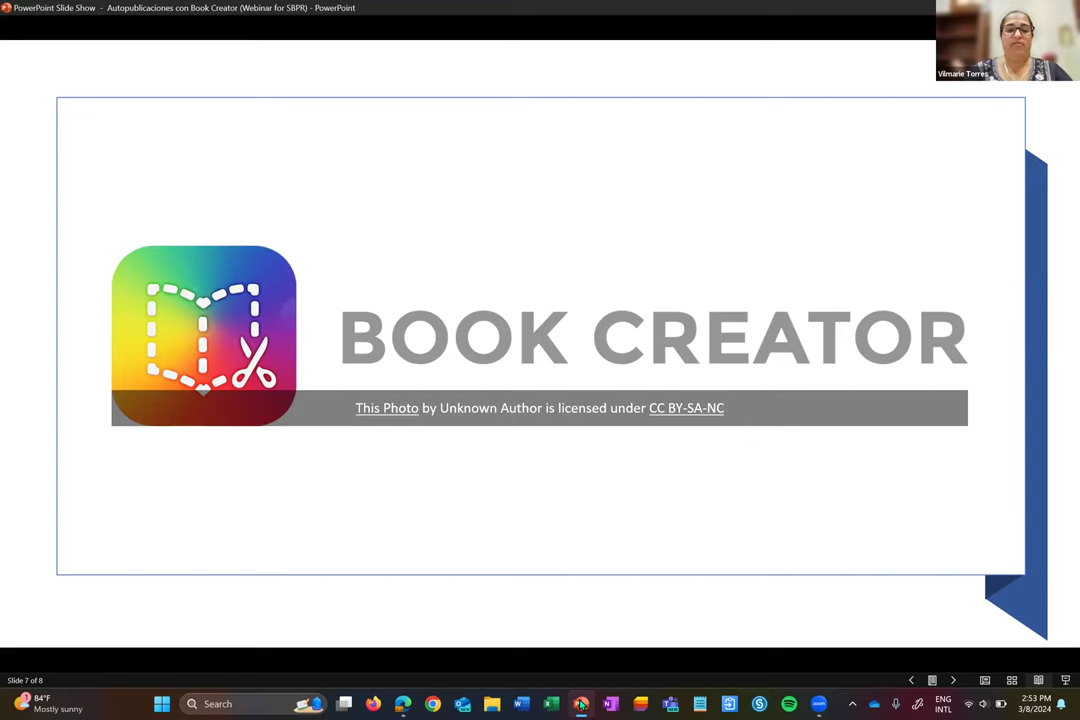 PowerPoint Slide Show - Autopublicaciones con Book Creator (Webinar for SBPR) - PowerPoint
Vilmarie Torres
BOOK CREATOR
This Photo by Unknown Author is licensed under CC BY-SA-NC
Slide 7 of 8
1
84°F
Mostly sunny
Search
zoom
ENG
INTL
2:53 PM
3/8/2024